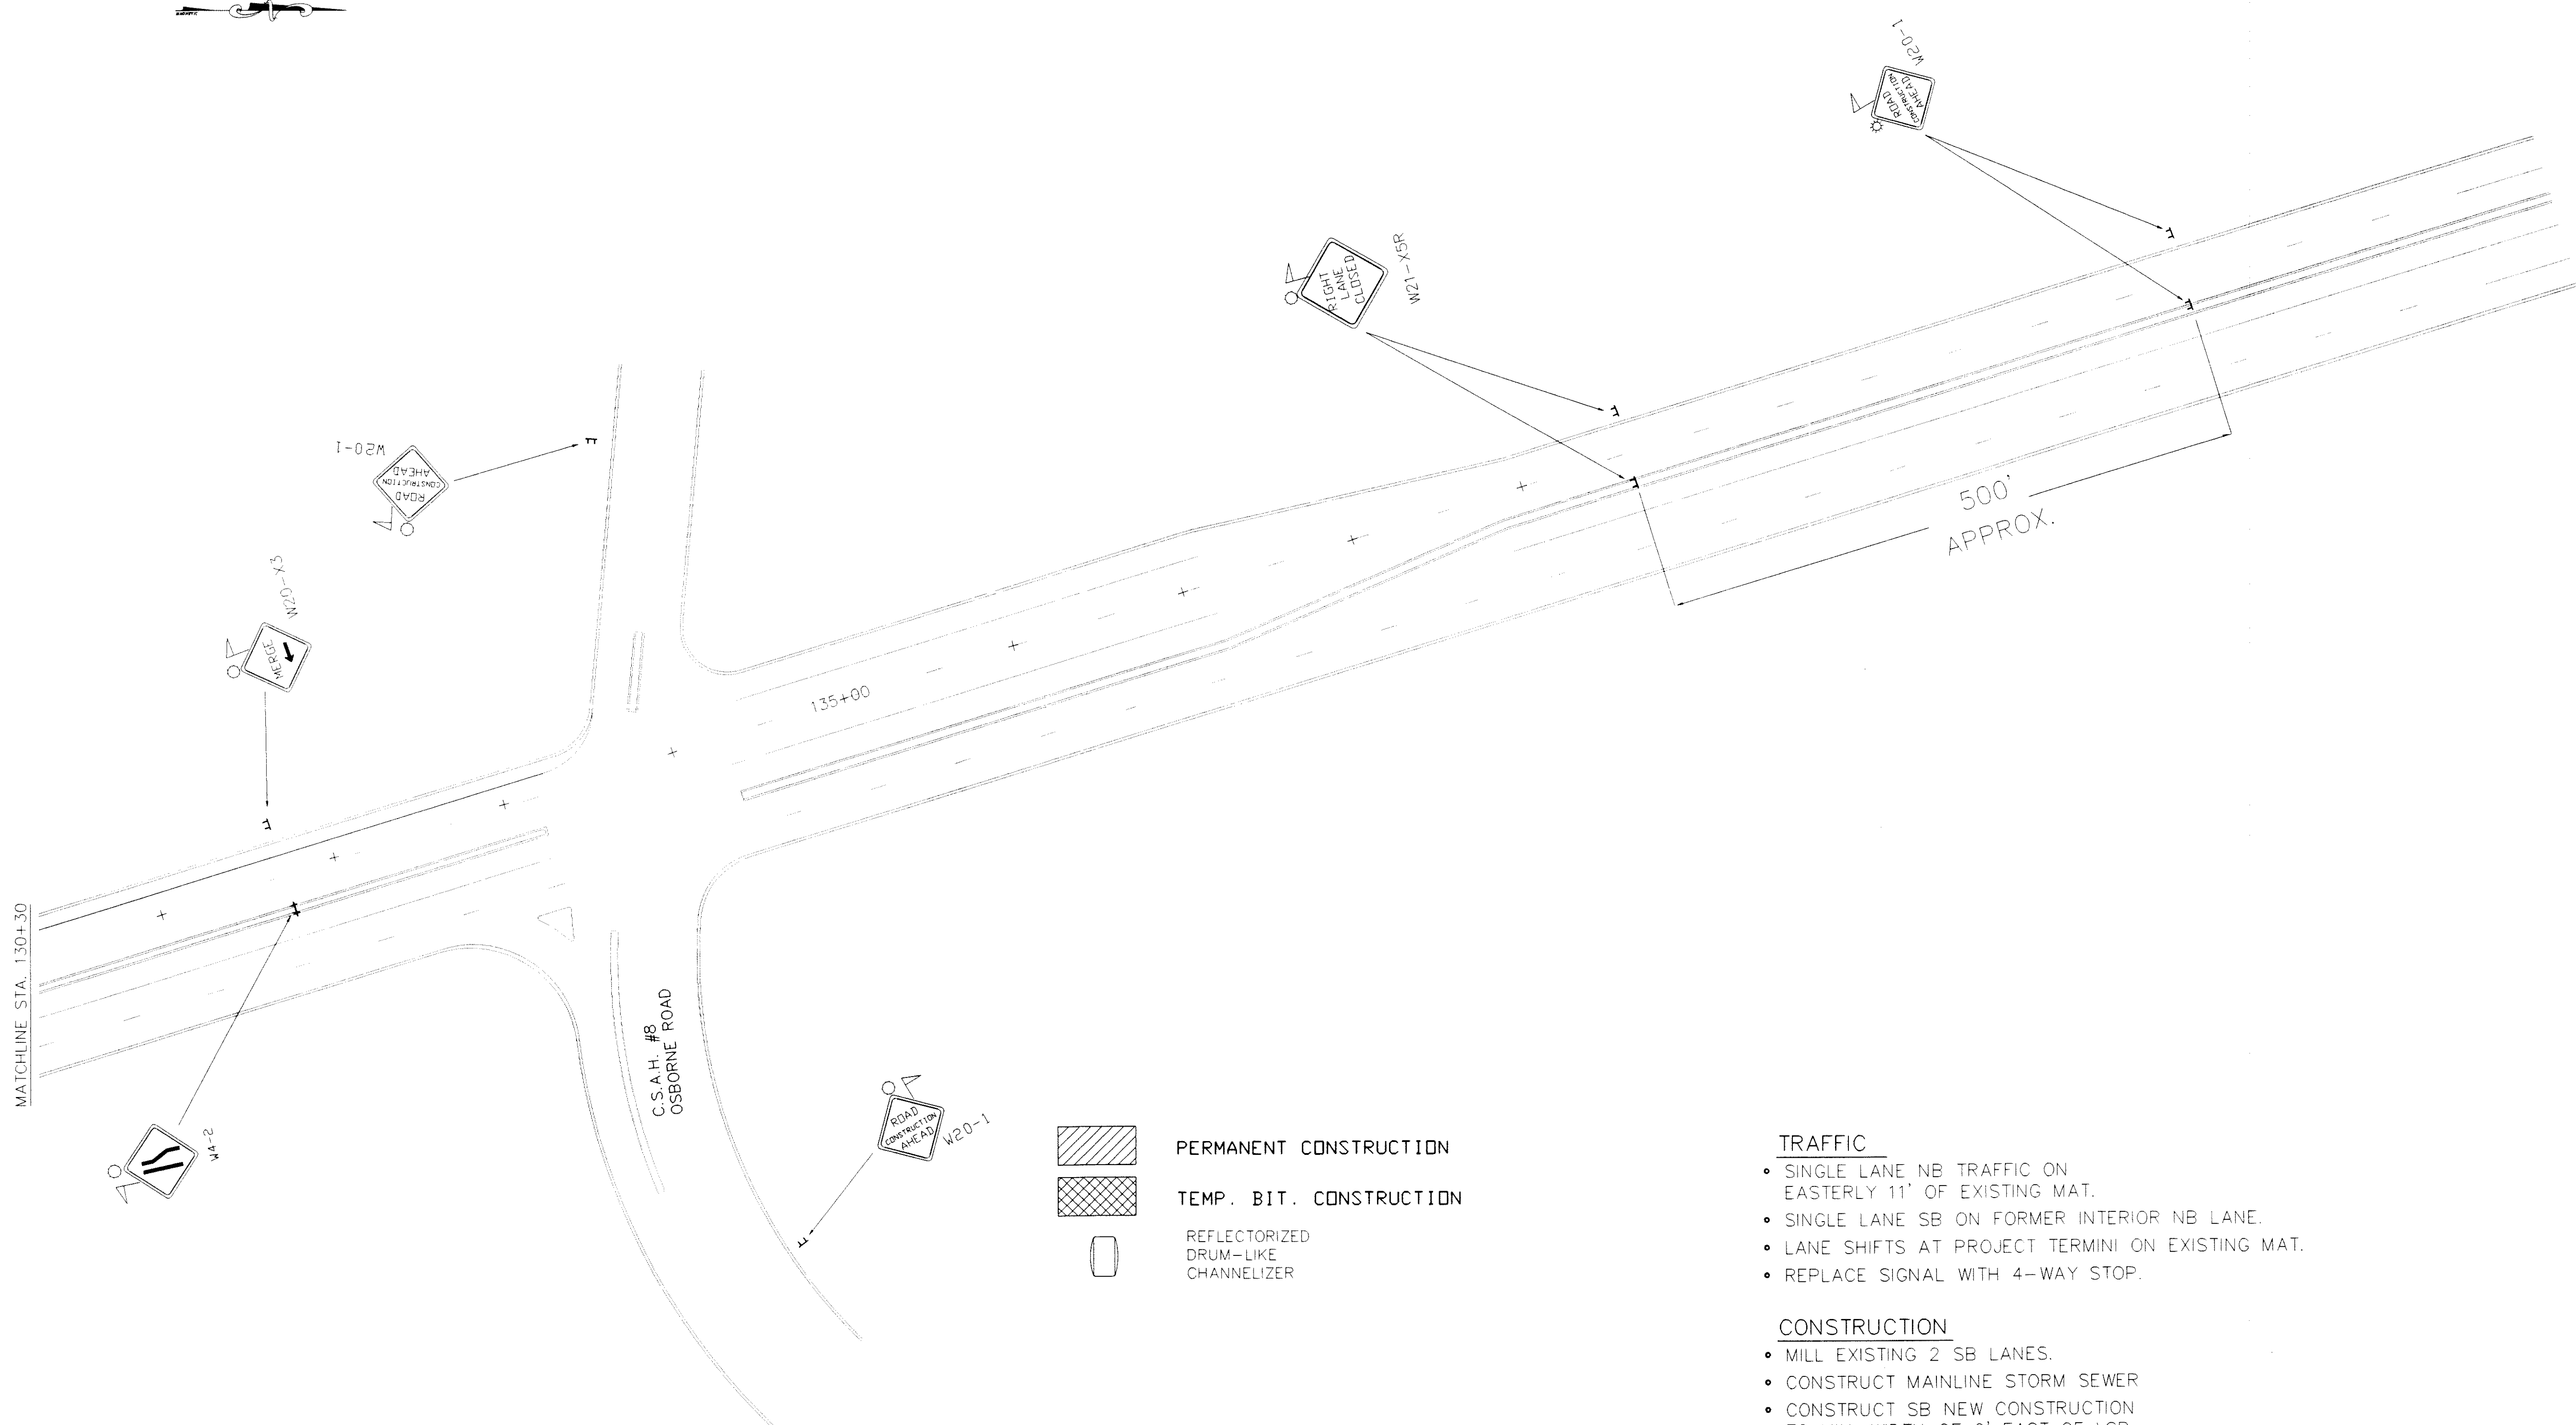 W20-1
ROAD
CONSTRUCTION
AHEAD
W21-X5R
RIGHT
LANE
CLOSED
W20-1
ROAD
CONSTRUCTION
AHEAD
500'
APPROX.
W20-X3
MERGE
135+00
MATCHLINE STA. 130+30
W4-2
C.S.A.H. #8
OSBORNE ROAD
ROAD
CONSTRUCTION
AHEAD
W20-1
PERMANENT CONSTRUCTION
TEMP. BIT. CONSTRUCTION
REFLECTORIZED
DRUM-LIKE
CHANNELIZER
TRAFFIC
• SINGLE LANE NB TRAFFIC ON
EASTERLY 11' OF EXISTING MAT.
• SINGLE LANE SB ON FORMER INTERIOR NB LANE.
• LANE SHIFTS AT PROJECT TERMINI ON EXISTING MAT.
• REPLACE SIGNAL WITH 4-WAY STOP.
CONSTRUCTION
• MILL EXISTING 2 SB LANES.
• CONSTRUCT MAINLINE STORM SEWER
• CONSTRUCT SB NEW CONSTRUCTION